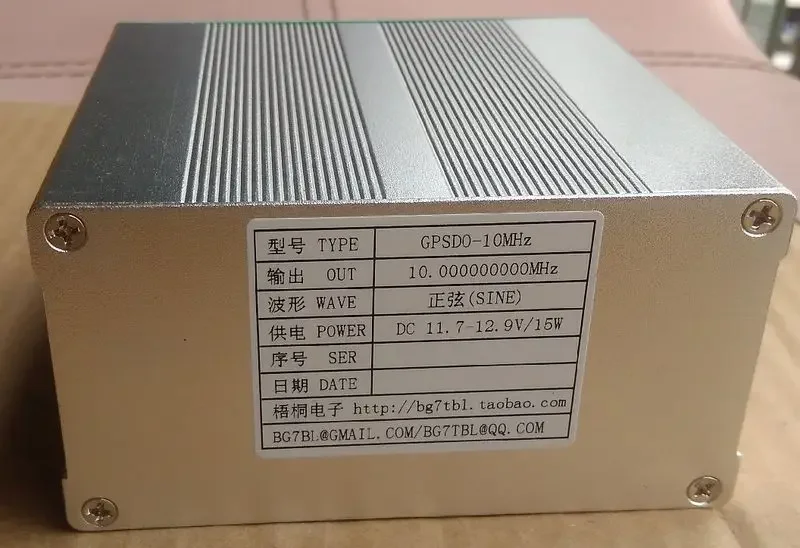 型号 TYPE GPSDO-10MHz
输出 OUT 10.000000000MHz
波形 WAVE 正弦(SINE)
供电 POWER DC 11.7-12.9V/15W
序号 SER
日期 DATE
梧桐电子 http://bg7tbl.taobao.com
BG7BL@GMAIL.COM/BG7TBL@QQ.COM